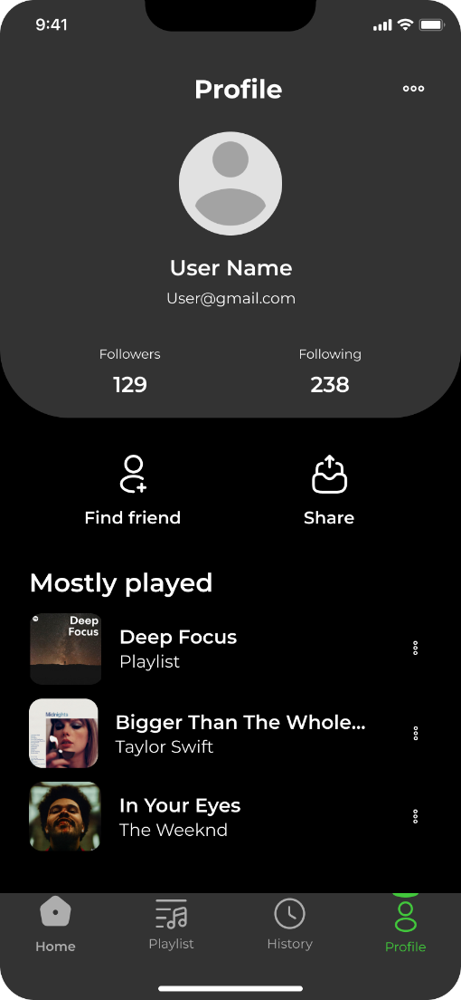 9:41
Profile
User Name
User@gmail.com
Followers
Following
129
238
Find friend
Share
Mostly played
Deep
Focus
Deep Focus
Playlist
Midnights
Bigger Than The Whole...
Taylor Swift
In Your Eyes
The Weeknd
Home
Playlist
History
Profile